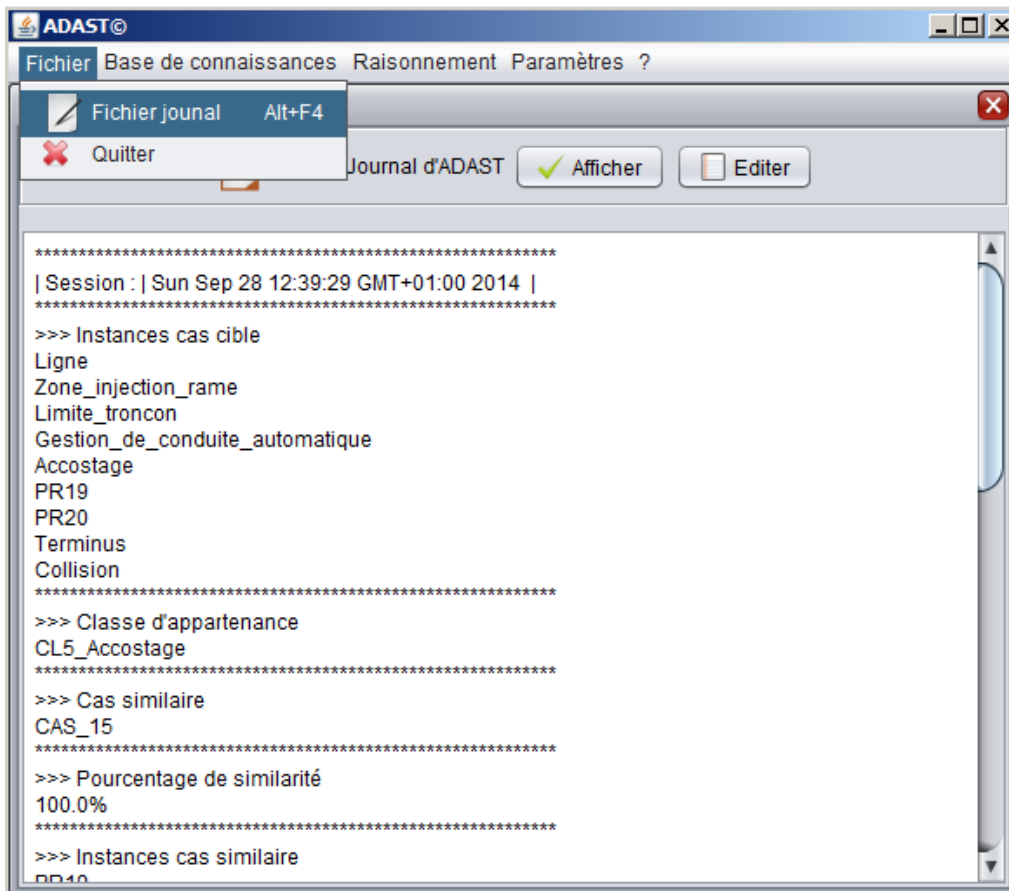 ADAST©
Fichier Base de connaissances Raisonnement Paramètres ?
Fichier jounal Alt+F4
Quitter
Journal d'ADAST Afficher Editer
************************************************************
| Session : | Sun Sep 28 12:39:29 GMT+01:00 2014 |
************************************************************
>>> Instances cas cible
Ligne
Zone_injection_rame
Limite_troncon
Gestion_de_conduite_automatique
Accostage
PR19
PR20
Terminus
Collision
************************************************************
>>> Classe d'appartenance
CL5_Accostage
************************************************************
>>> Cas similaire
CAS_15
************************************************************
>>> Pourcentage de similarité
100.0%
************************************************************
>>> Instances cas similaire
PR19